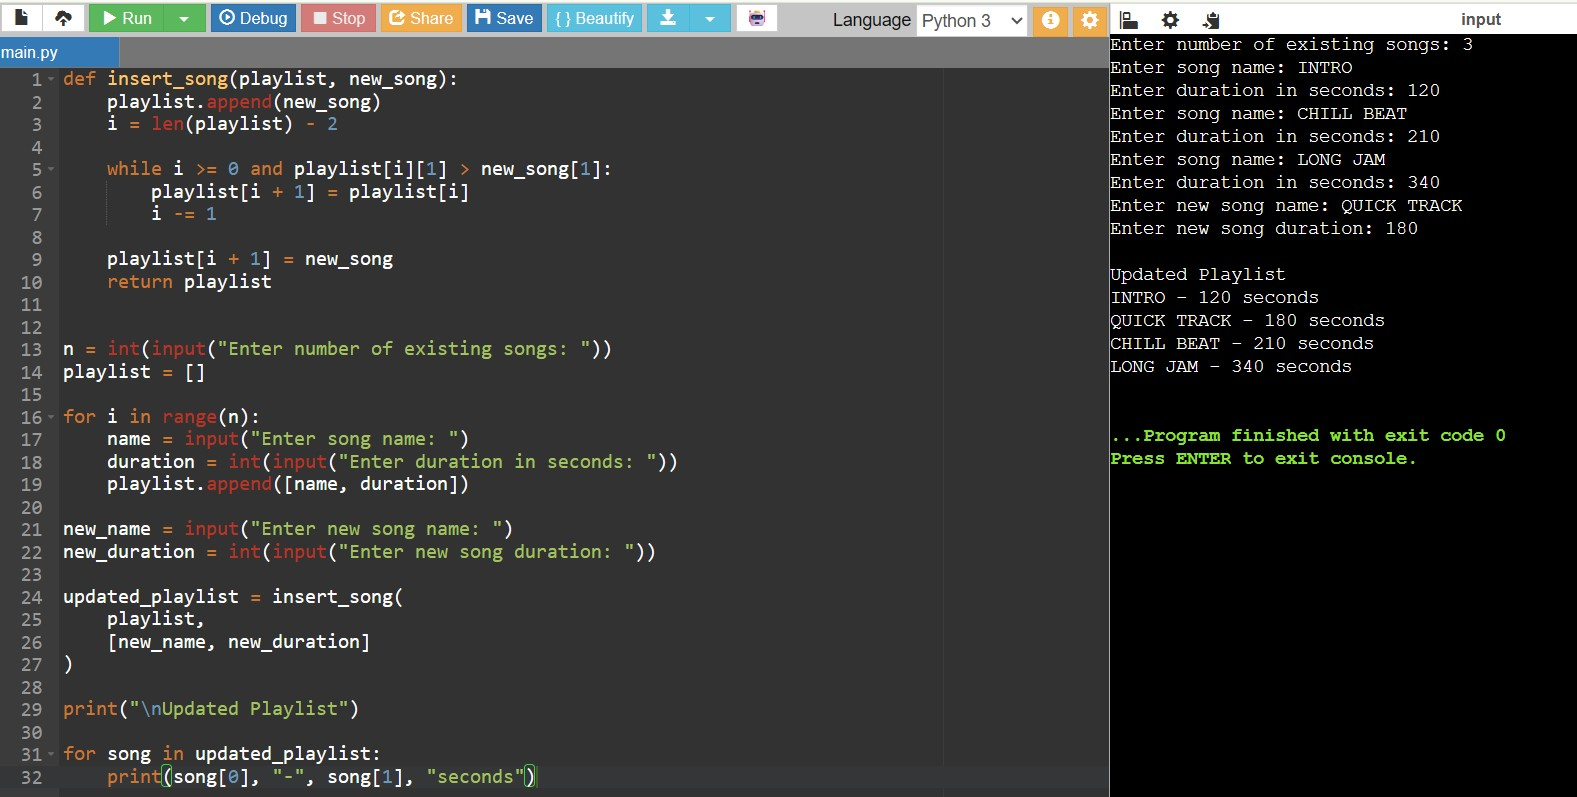 Run Debug Stop Share Save { } Beautify Language Python 3 input
main.py
1 def insert_song(playlist, new_song):
2     playlist.append(new_song)
3     i = len(playlist) - 2
4
5     while i >= 0 and playlist[i][1] > new_song[1]:
6         playlist[i + 1] = playlist[i]
7         i -= 1
8
9     playlist[i + 1] = new_song
10     return playlist
11
12
13 n = int(input("Enter number of existing songs: "))
14 playlist = []
15
16 for i in range(n):
17     name = input("Enter song name: ")
18     duration = int(input("Enter duration in seconds: "))
19     playlist.append([name, duration])
20
21 new_name = input("Enter new song name: ")
22 new_duration = int(input("Enter new song duration: "))
23
24 updated_playlist = insert_song(
25     playlist,
26     [new_name, new_duration]
27 )
28
29 print("\nUpdated Playlist")
30
31 for song in updated_playlist:
32     print(song[0], "-", song[1], "seconds")
Enter number of existing songs: 3
Enter song name: INTRO
Enter duration in seconds: 120
Enter song name: CHILL BEAT
Enter duration in seconds: 210
Enter song name: LONG JAM
Enter duration in seconds: 340
Enter new song name: QUICK TRACK
Enter new song duration: 180

Updated Playlist
INTRO - 120 seconds
QUICK TRACK - 180 seconds
CHILL BEAT - 210 seconds
LONG JAM - 340 seconds

...Program finished with exit code 0
Press ENTER to exit console.